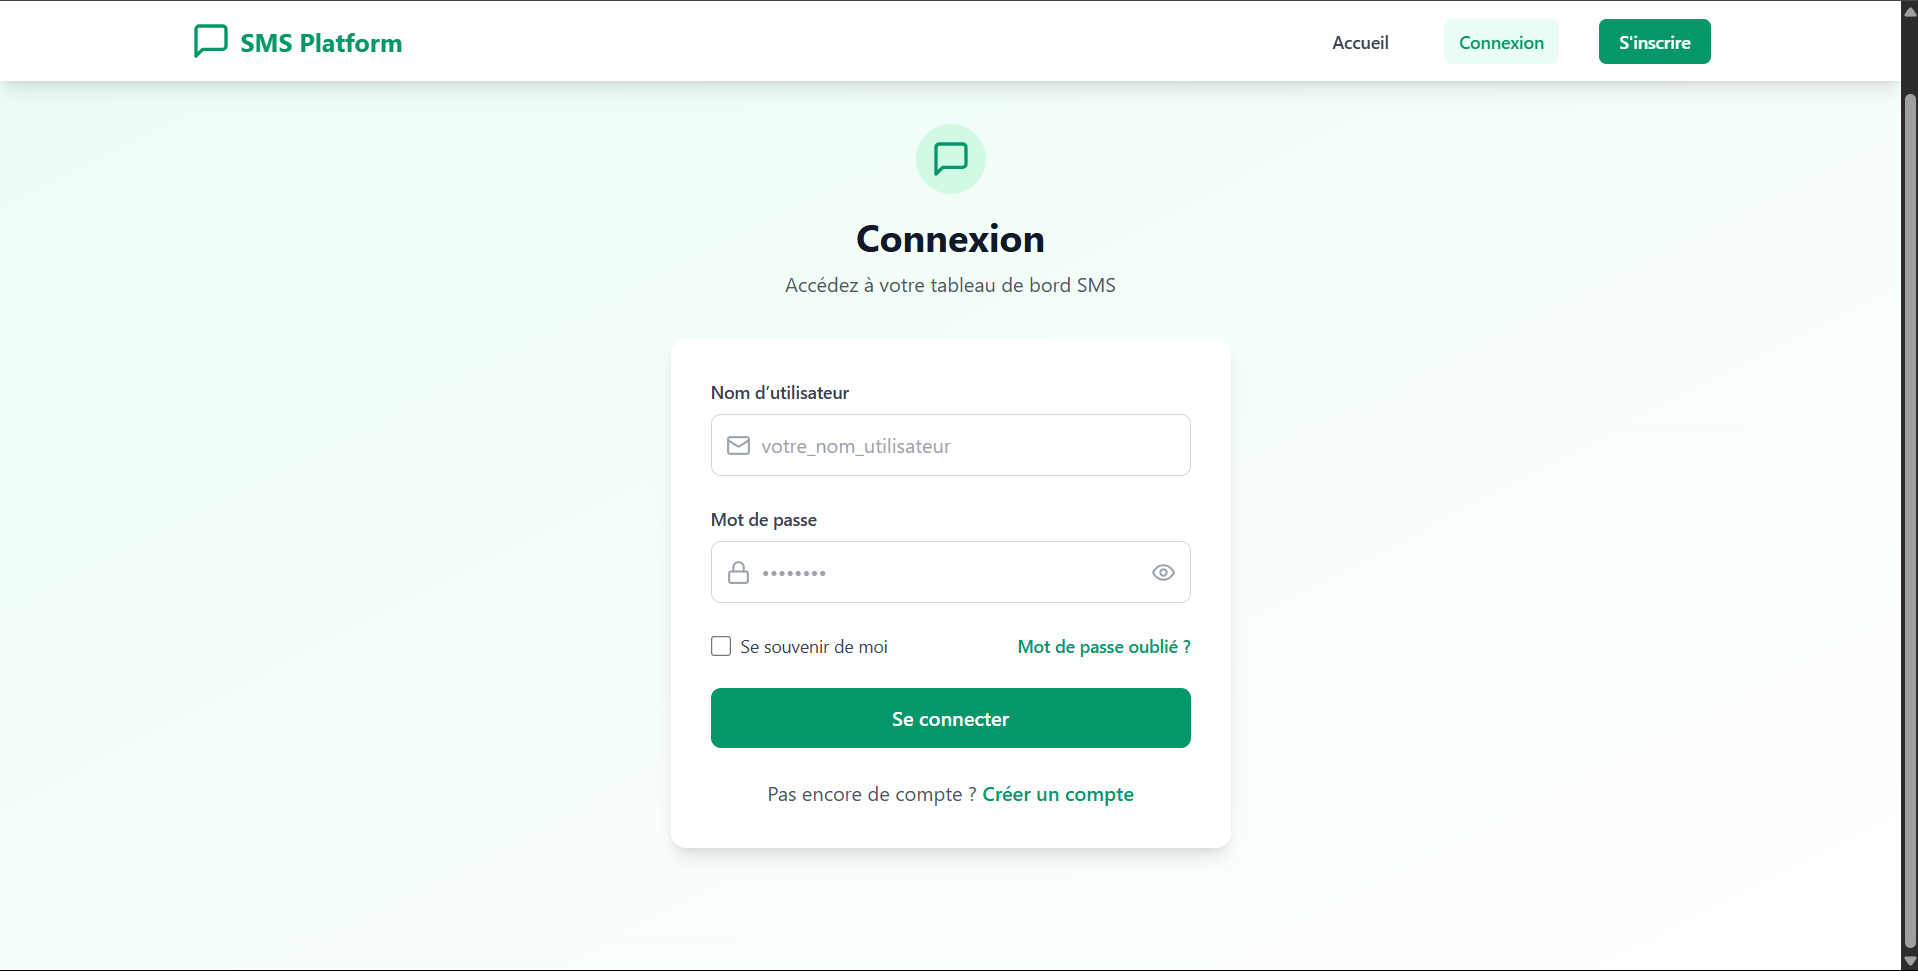 SMS Platform
Accueil
Connexion
S'inscrire
Connexion
Accédez à votre tableau de bord SMS
Nom d’utilisateur
votre_nom_utilisateur
Mot de passe
••••••••
Se souvenir de moi
Mot de passe oublié ?
Se connecter
Pas encore de compte ? Créer un compte